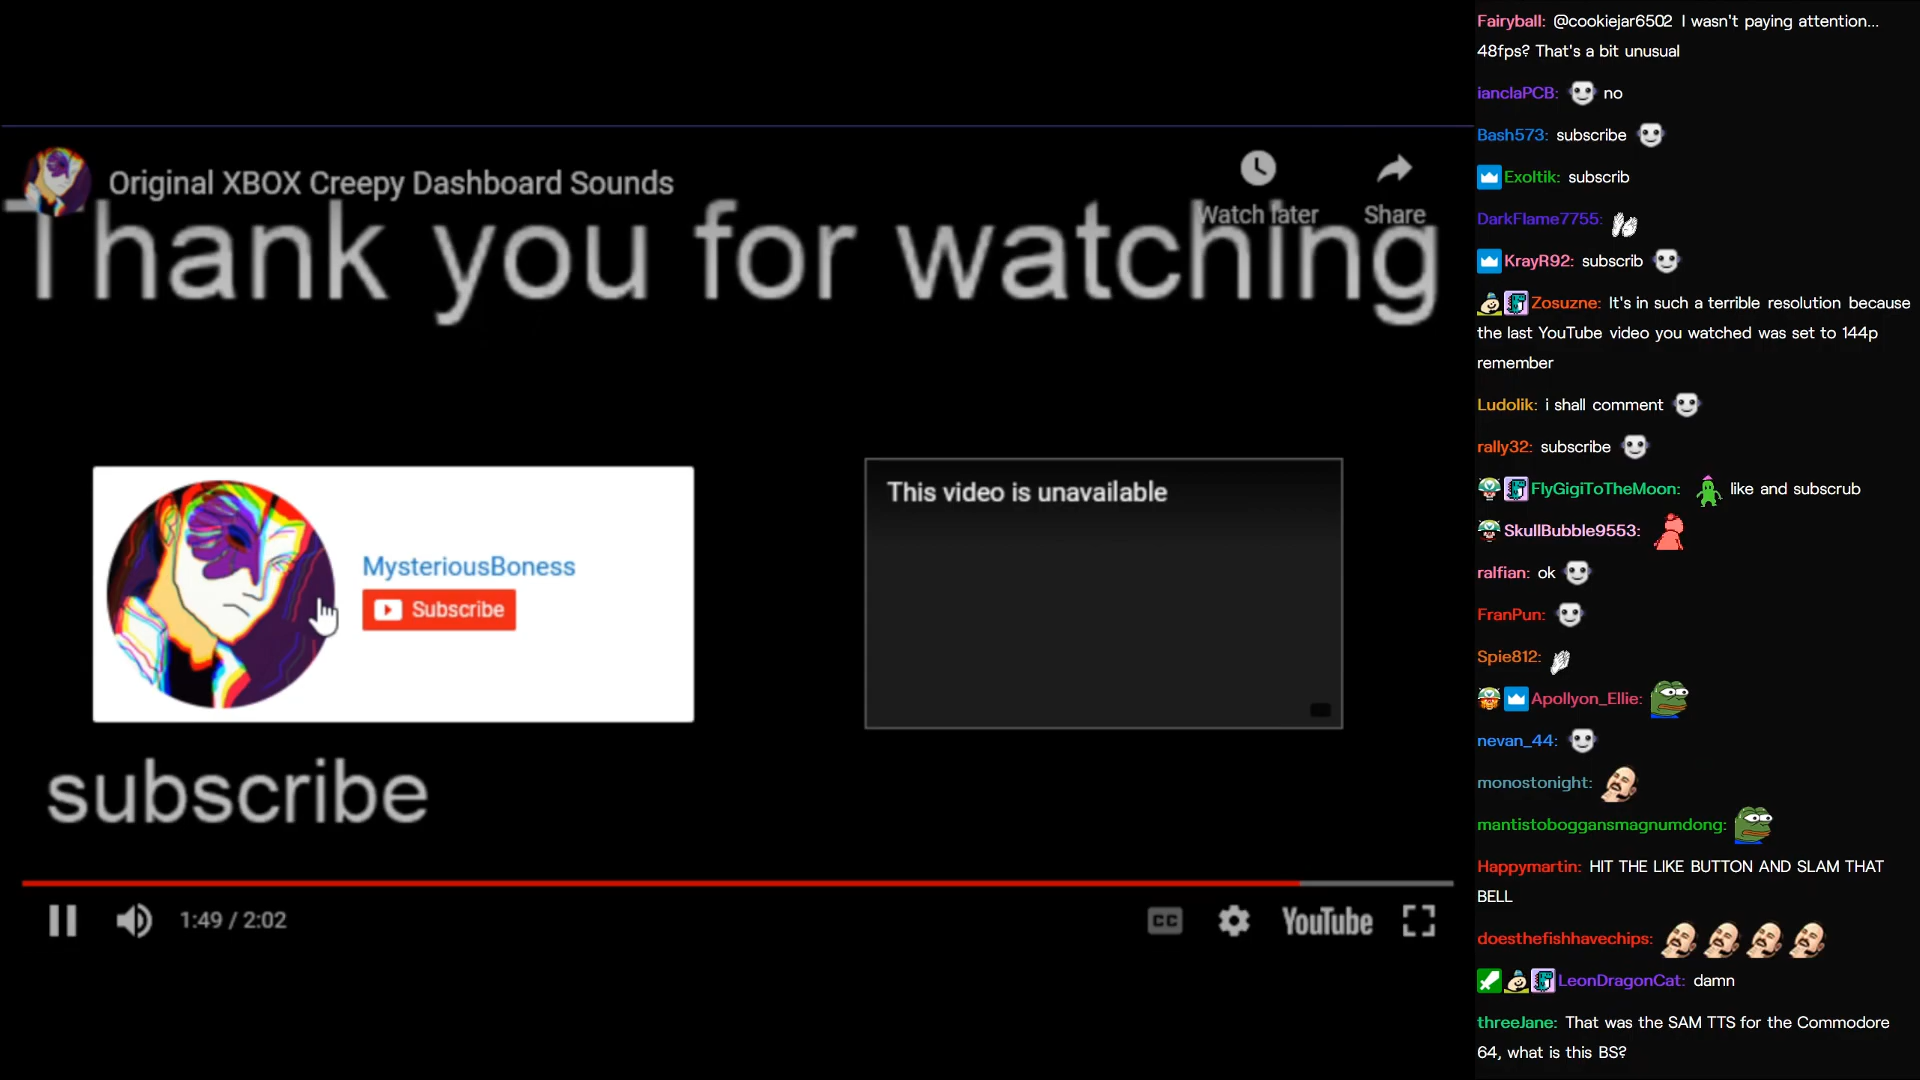 Original XBOX Creepy Dashboard Sounds
Watch later
Share
Thank you for watching
MysteriousBoness
Subscribe
This video is unavailable
subscribe
1:49 / 2:02
CC
YouTube
Fairyball: @cookiejar6502 I wasn't paying attention...
48fps? That's a bit unusual
ianclaPCB: no
Bash573: subscribe
Exoltik: subscrib
DarkFlame7755:
KrayR92: subscrib
Zosuzne: It's in such a terrible resolution because
the last YouTube video you watched was set to 144p
remember
Ludolik: i shall comment
rally32: subscribe
FlyGigiToTheMoon: like and subscrub
SkullBubble9553:
ralfian: ok
FranPun:
Spie812:
Apollyon_Ellie:
nevan_44:
monostonight:
mantistoboggansmagnumdong:
Happymartin: HIT THE LIKE BUTTON AND SLAM THAT
BELL
doesthefishhavechips:
LeonDragonCat: damn
threeJane: That was the SAM TTS for the Commodore
64, what is this BS?